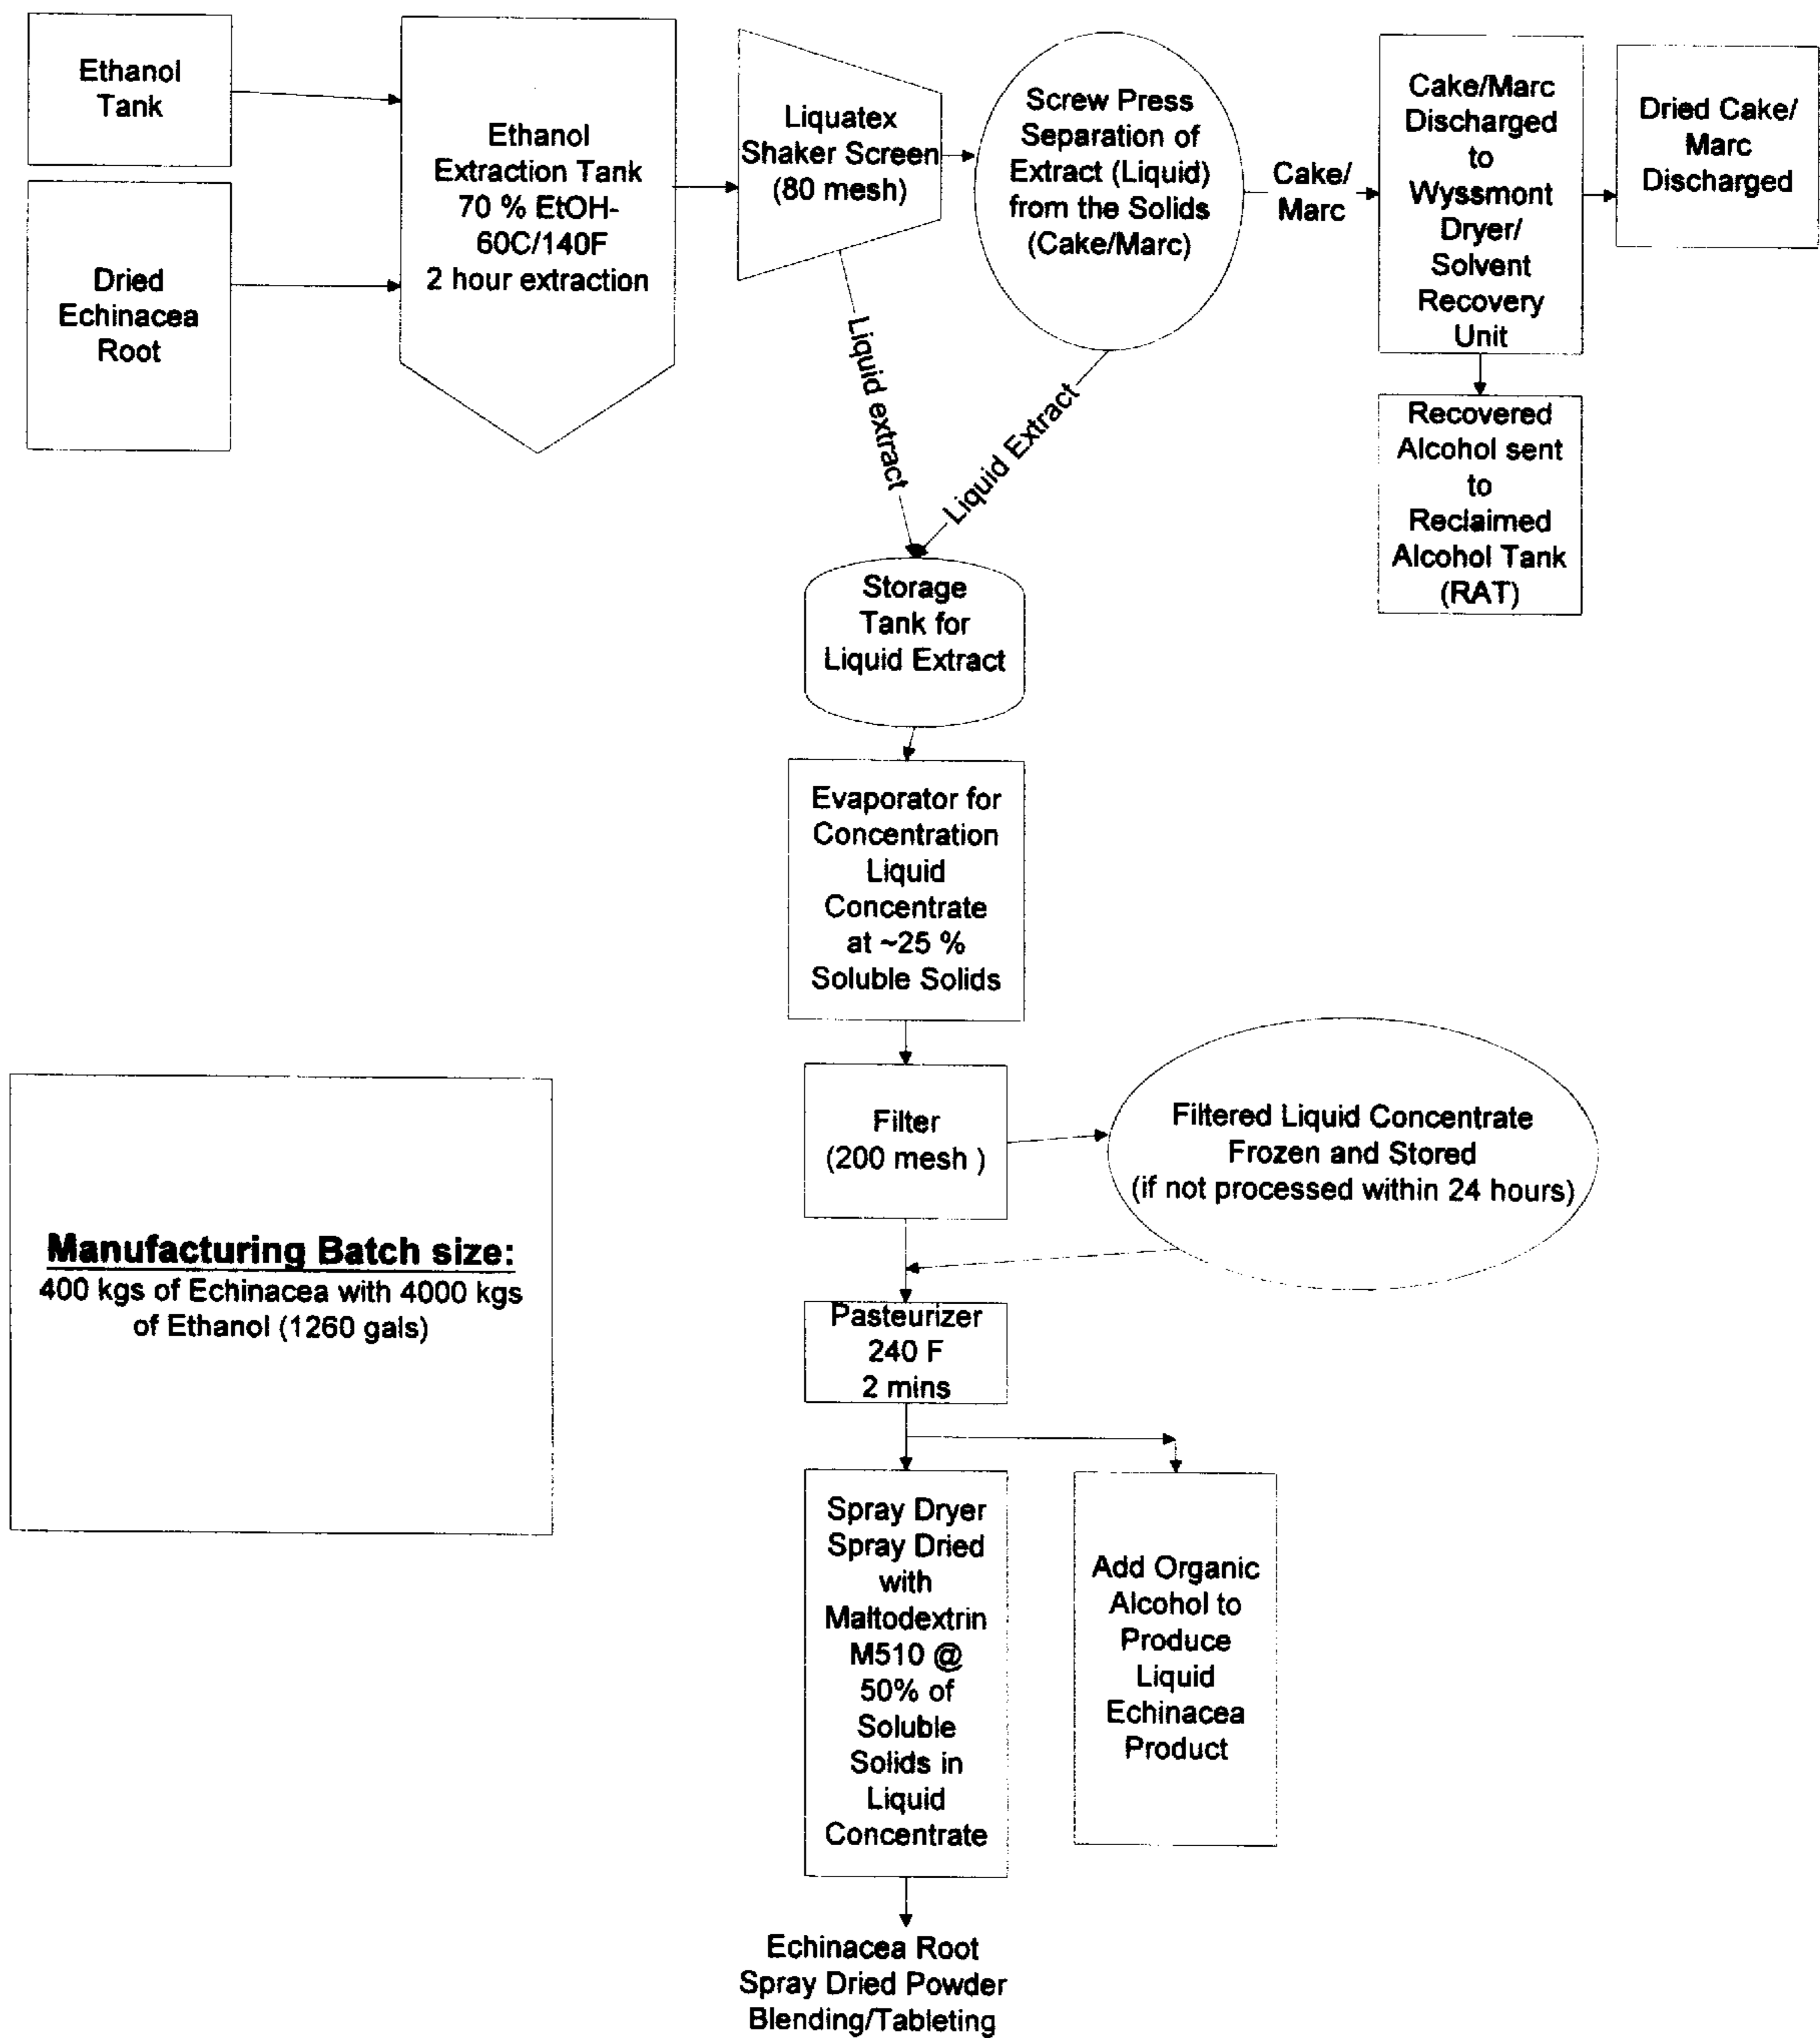 Ethanol
Tank
Dried
Echinacea
Root
Ethanol
Extraction Tank
70 % EtOH-
60C/140F
2 hour extraction
Liquatex
Shaker Screen
(80 mesh)
Screw Press
Separation of
Extract (Liquid)
from the Solids
(Cake/Marc)
Cake/
Marc
Cake/Marc
Discharged
to
Wyssmont
Dryer/
Solvent
Recovery
Unit
Dried Cake/
Marc
Discharged
Recovered
Alcohol sent
to
Reclaimed
Alcohol Tank
(RAT)
Liquid extract
Liquid Extract
Storage
Tank for
Liquid Extract
Evaporator for
Concentration
Liquid
Concentrate
at ~25 %
Soluble Solids
Filter
(200 mesh )
Filtered Liquid Concentrate
Frozen and Stored
(if not processed within 24 hours)
Manufacturing Batch size:
400 kgs of Echinacea with 4000 kgs
of Ethanol (1260 gals)
Pasteurizer
240 F
2 mins
Spray Dryer
Spray Dried
with
Maltodextrin
M510 @
50% of
Soluble
Solids in
Liquid
Concentrate
Add Organic
Alcohol to
Produce
Liquid
Echinacea
Product
Echinacea Root
Spray Dried Powder
Blending/Tableting